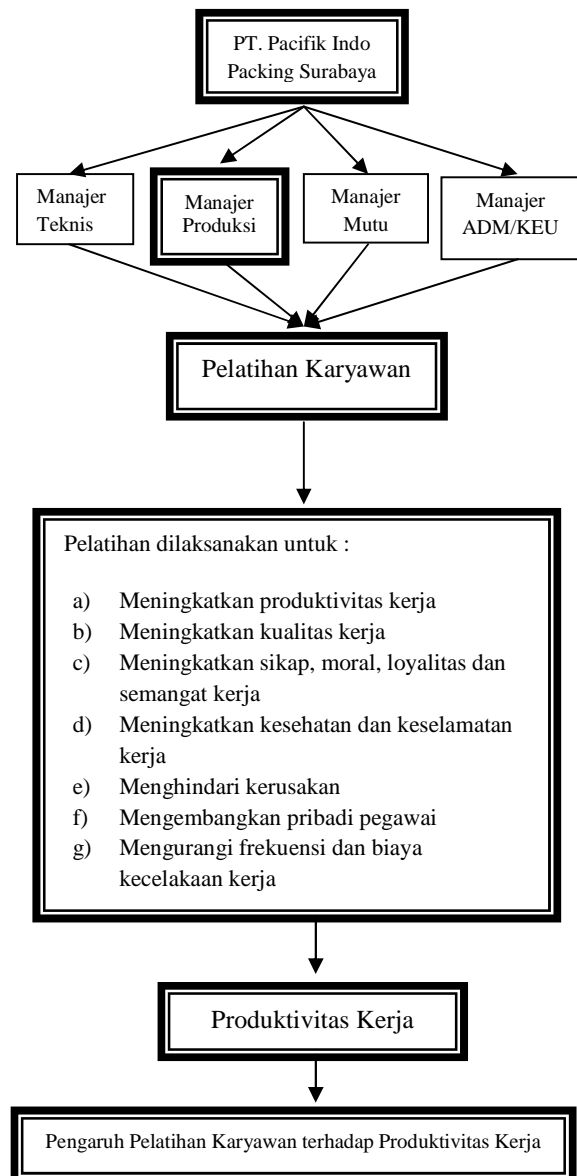 PT. Pacifik Indo
Packing Surabaya
Manajer
Teknis
Manajer
Produksi
Manajer
Mutu
Manajer
ADM/KEU
Pelatihan Karyawan
Pelatihan dilaksanakan untuk :
a) Meningkatkan produktivitas kerja
b) Meningkatkan kualitas kerja
c) Meningkatkan sikap, moral, loyalitas dan
semangat kerja
d) Meningkatkan kesehatan dan keselamatan
kerja
e) Menghindari kerusakan
f) Mengembangkan pribadi pegawai
g) Mengurangi frekuensi dan biaya
kecelakaan kerja
Produktivitas Kerja
Pengaruh Pelatihan Karyawan terhadap Produktivitas Kerja